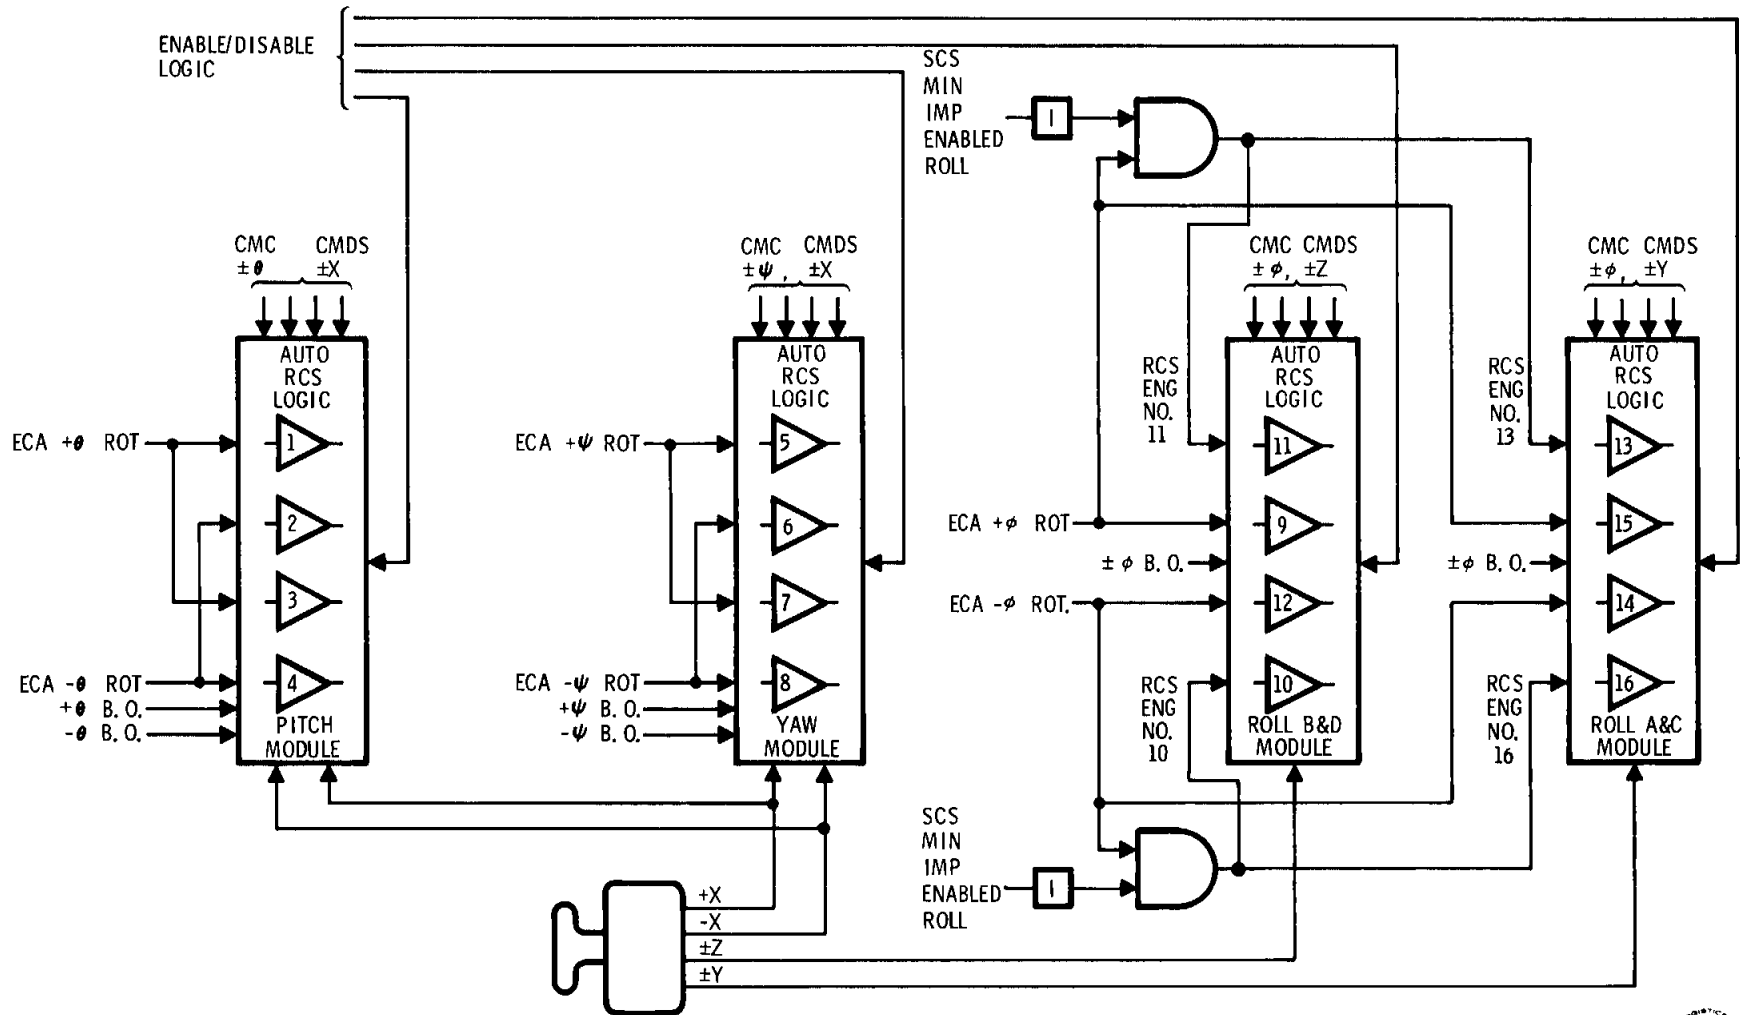 ENABLE/DISABLE
LOGIC
SCS
MIN
IMP
ENABLED
ROLL
I
CMC CMDS
±θ ±X
CMC CMDS
±ψ, ±X
CMC CMDS
±φ, ±Z
CMC CMDS
±φ, ±Y
AUTO
RCS
LOGIC
1
2
3
4
PITCH
MODULE
ECA +θ ROT
ECA -θ ROT
+θ B.O.
-θ B.O.
AUTO
RCS
LOGIC
5
6
7
8
YAW
MODULE
ECA +ψ ROT
ECA -ψ ROT
+ψ B.O.
-ψ B.O.
RCS
ENG
NO.
11
AUTO
RCS
LOGIC
11
9
12
10
ROLL B&D
MODULE
ECA +φ ROT
±φ B.O.
ECA -φ ROT.
RCS
ENG
NO.
10
RCS
ENG
NO.
13
AUTO
RCS
LOGIC
13
15
14
16
ROLL A&C
MODULE
±φ B.O.
RCS
ENG
NO.
16
SCS
MIN
IMP
ENABLED
ROLL
I
+X
-X
±Z
±Y